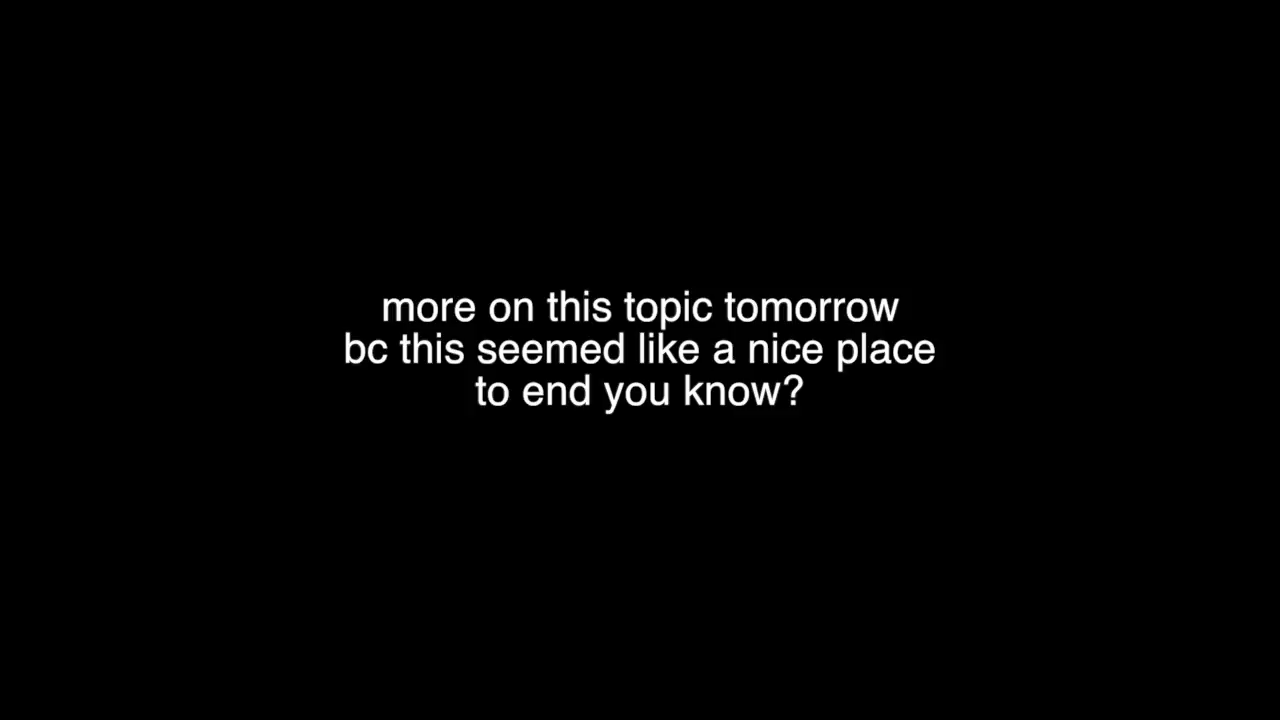 more on this topic tomorrow
bc this seemed like a nice place
to end you know?